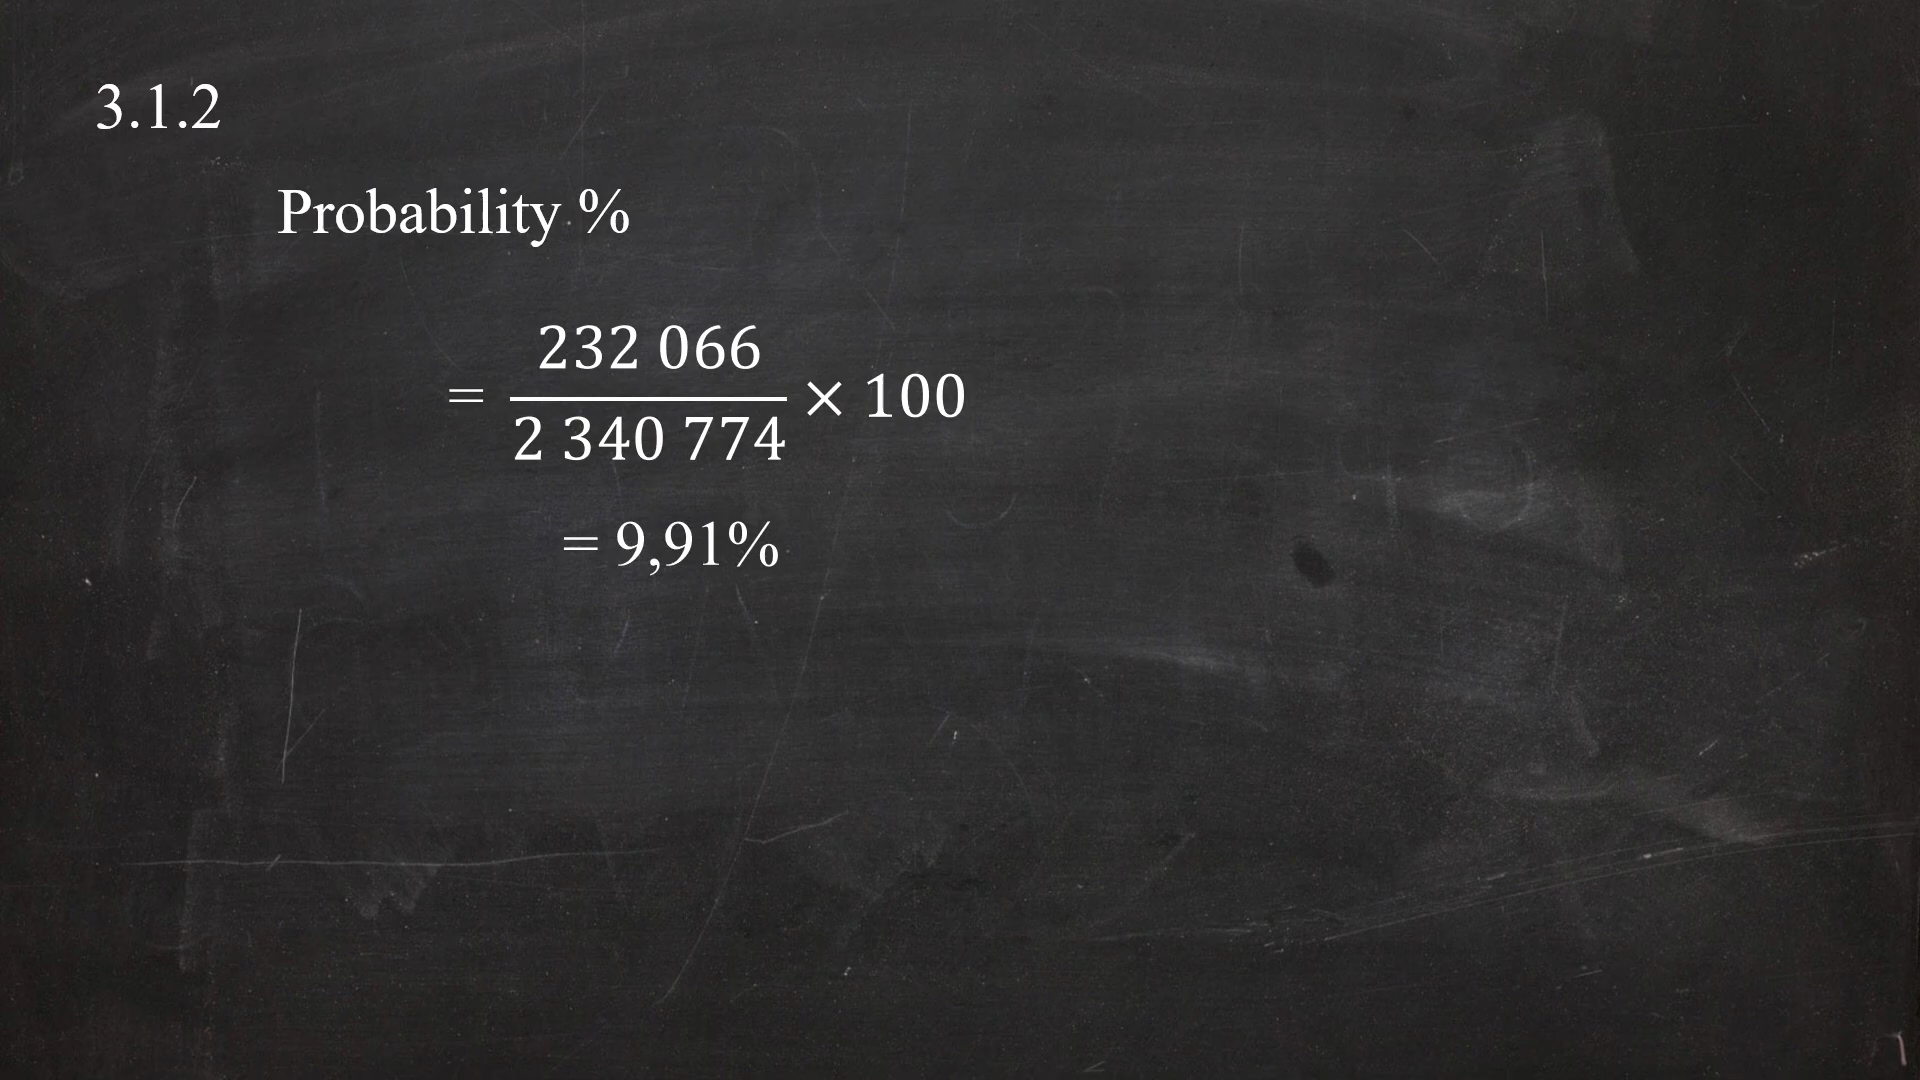 3.1.2
Probability %
= 232 066 / 2 340 774 × 100
= 9,91%